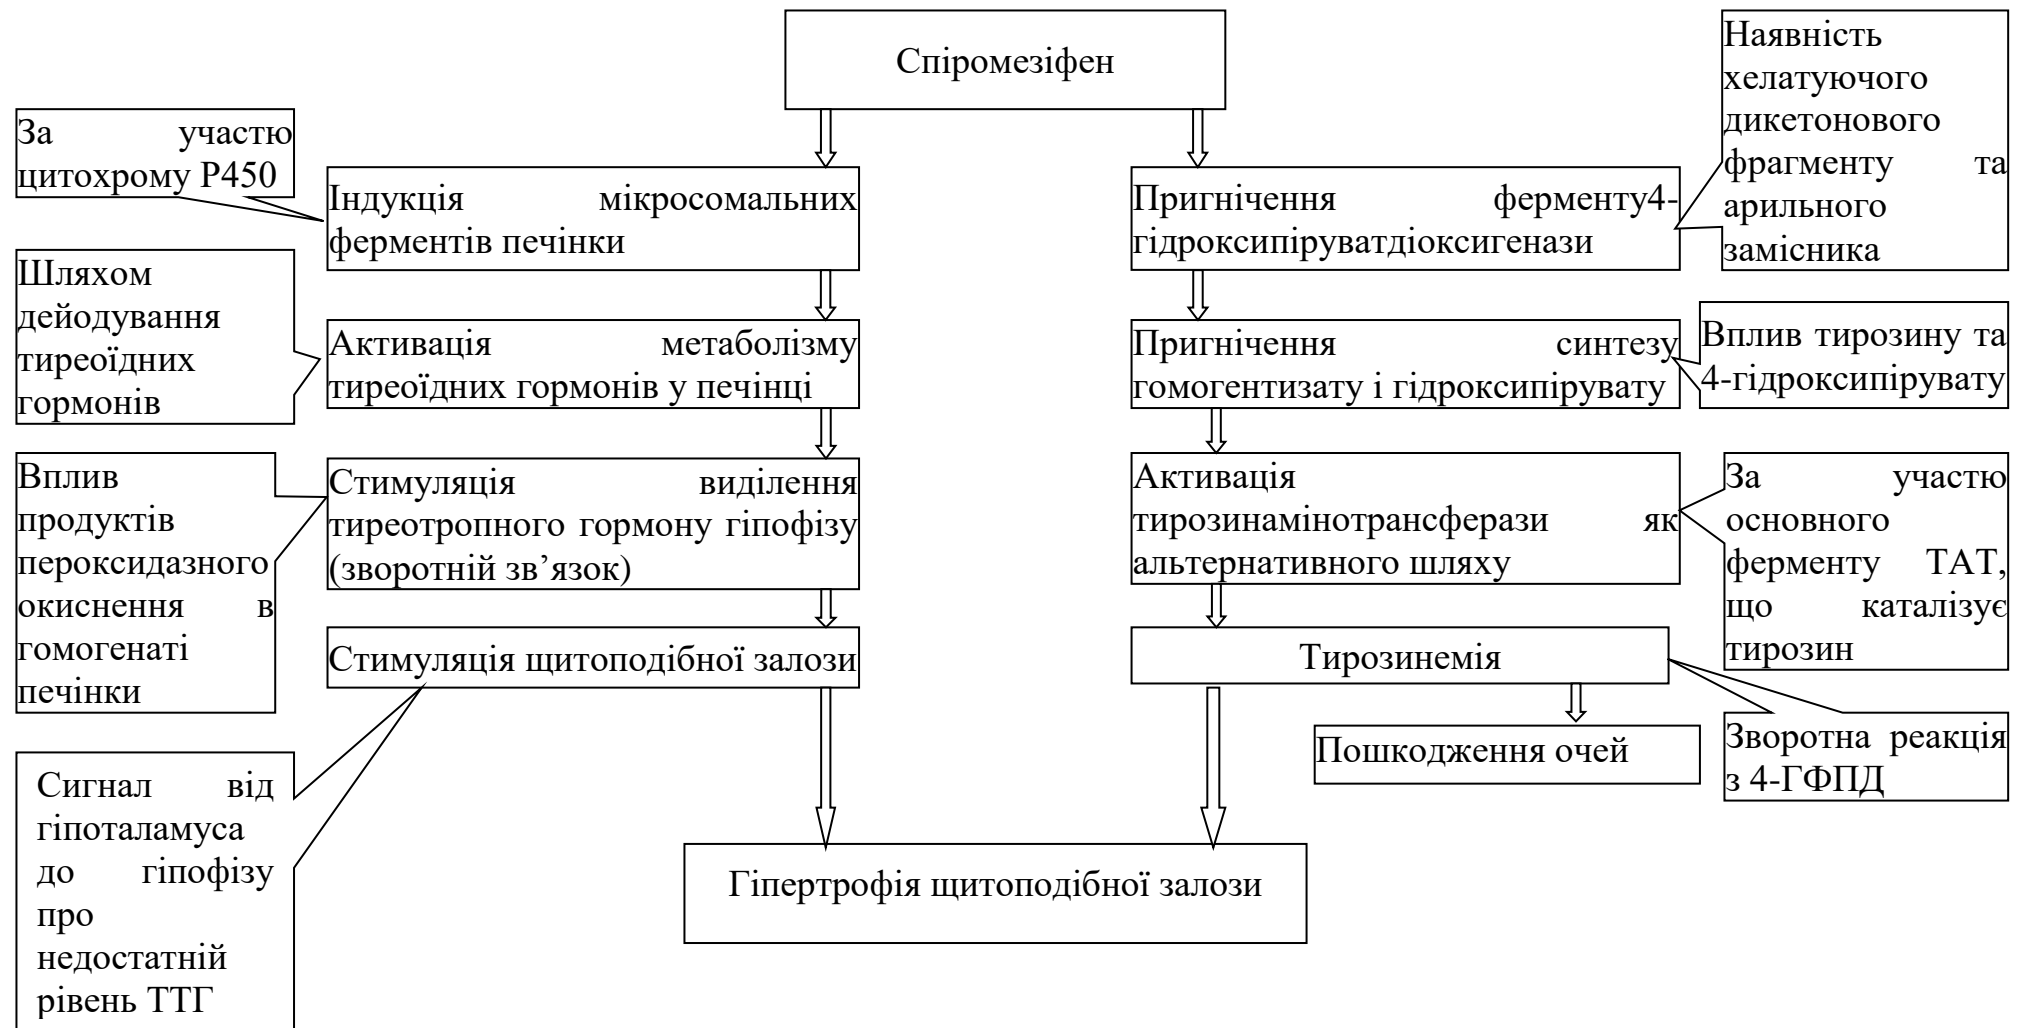 Спіромезіфен
Наявність
хелатуючого
дикетонового
фрагменту та
арильного
замісника
За участю
цитохрому Р450
Індукція мікросомальних
ферментів печінки
Пригнічення ферменту4-
гідроксипіруватдіоксигенази
Шляхом
дейодування
тиреоїдних
гормонів
Активація метаболізму
тиреоїдних гормонів у печінці
Пригнічення синтезу
гомогентизату і гідроксипірувату
Вплив тирозину та
4-гідроксипірувату
Вплив
продуктів
пероксидазного
окиснення в
гомогенаті
печінки
Стимуляція виділення
тиреотропного гормону гіпофізу
(зворотній зв’язок)
Активація
тирозинамінотрансферази як
альтернативного шляху
За участю
основного
ферменту ТАТ,
що каталізує
тирозин
Стимуляція щитоподібної залози
Тирозинемія
Пошкодження очей
Зворотна реакція
з 4-ГФПД
Сигнал від
гіпоталамуса
до гіпофізу
про
недостатній
рівень ТТГ
Гіпертрофія щитоподібної залози